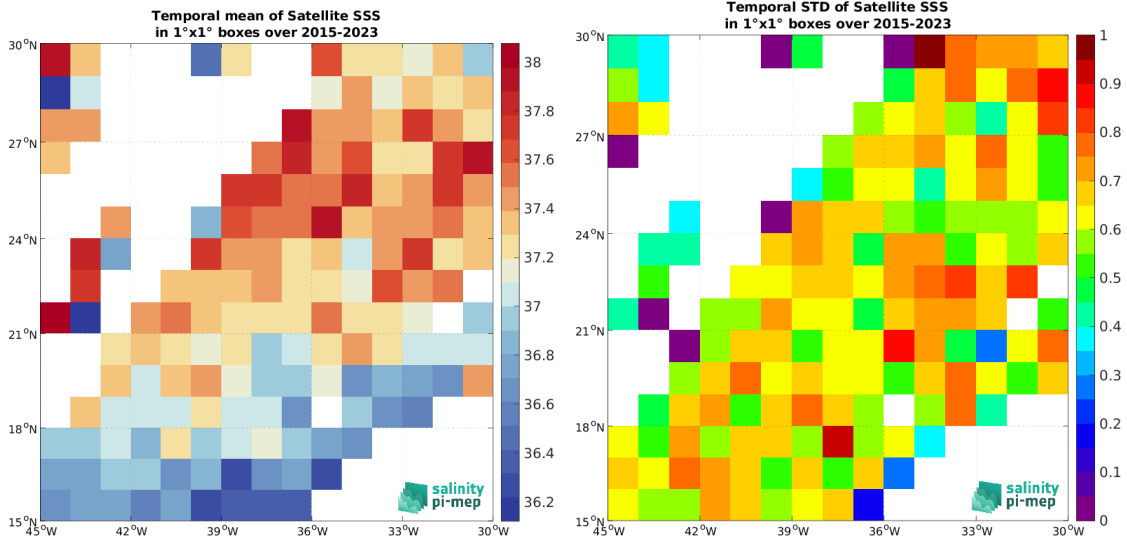 Temporal mean of Satellite SSS
in 1°x1° boxes over 2015-2023
30°N
27°N
24°N
21°N
18°N
15°N
45°W
42°W
39°W
36°W
33°W
30°W
38
37.8
37.6
37.4
37.2
37
36.8
36.6
36.4
36.2
salinity
pi-mep
Temporal STD of Satellite SSS
in 1°x1° boxes over 2015-2023
30°N
27°N
24°N
21°N
18°N
15°N
45°W
42°W
39°W
36°W
33°W
30°W
1
0.9
0.8
0.7
0.6
0.5
0.4
0.3
0.2
0.1
0
salinity
pi-mep